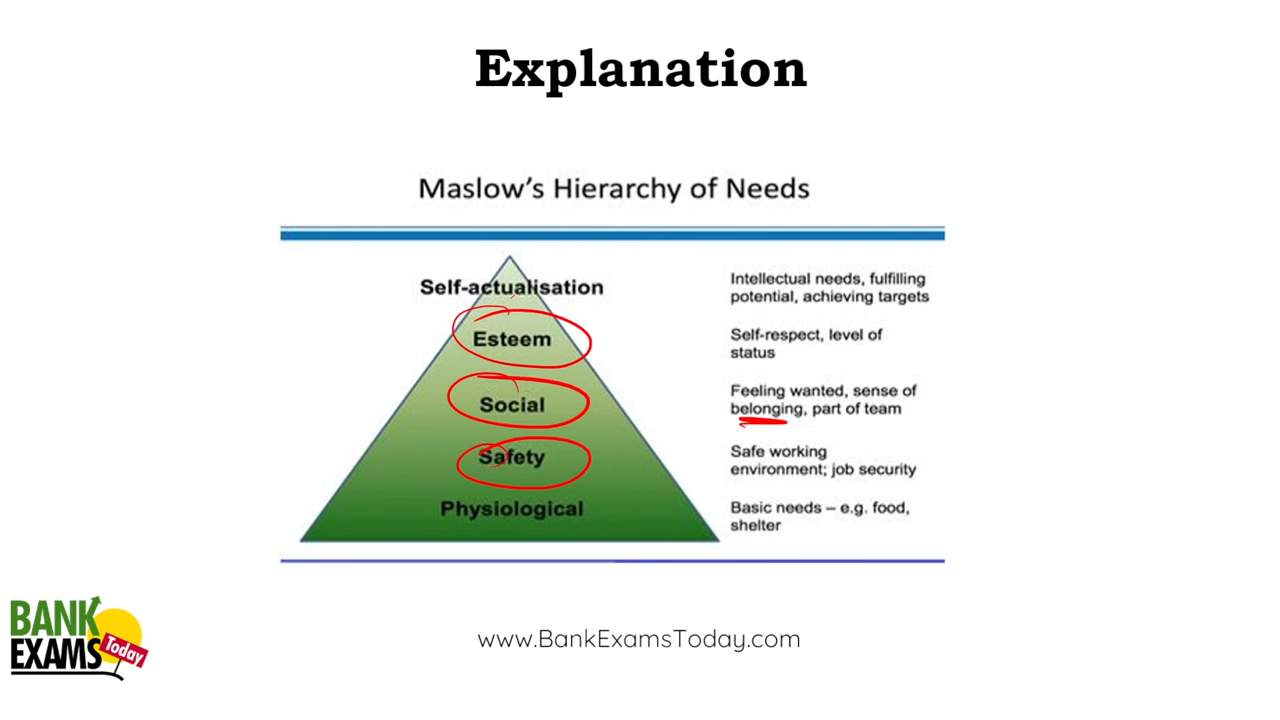 Explanation
Maslow's Hierarchy of Needs
Self-actualisation
Intellectual needs, fulfilling
potential, achieving targets
Esteem
Self-respect, level of
status
Social
Feeling wanted, sense of
belonging, part of team
Safety
Safe working
environment; job security
Physiological
Basic needs – e.g. food,
shelter
BANK
EXAMS
Today
www.BankExamsToday.com